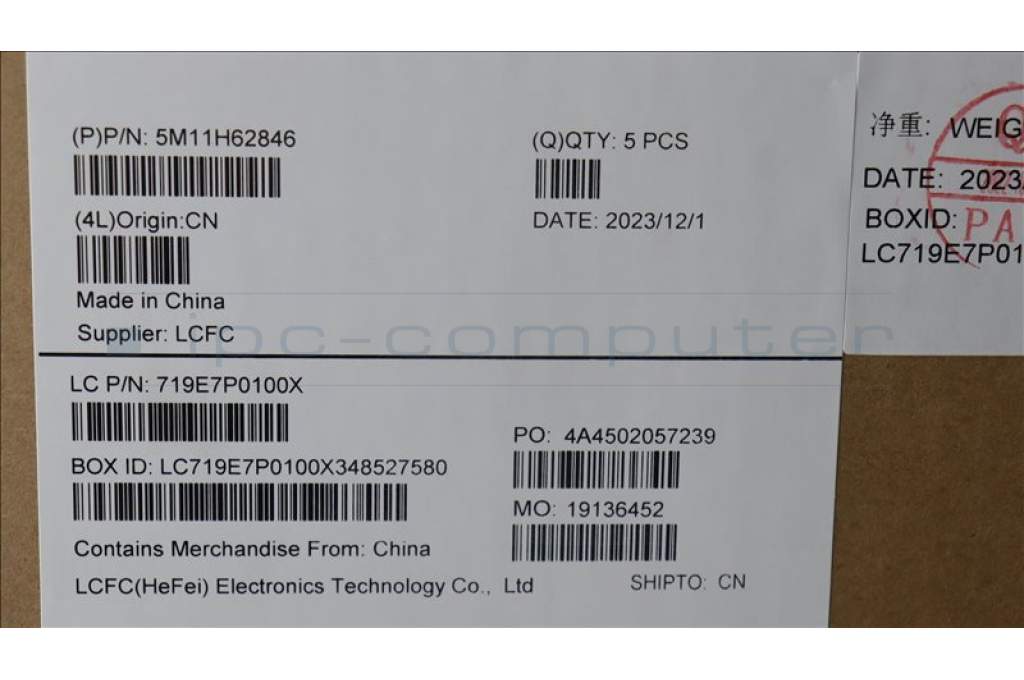 (P)P/N: 5M11H62846
(Q)QTY: 5 PCS
(4L)Origin:CN
DATE: 2023/12/1
Made in China
Supplier: LCFC
ipc-computer
LC P/N: 719E7P0100X
PO: 4A4502057239
BOX ID: LC719E7P0100X348527580
MO: 19136452
Contains Merchandise From: China
LCFC(HeFei) Electronics Technology Co., Ltd
SHIPTO: CN
净重: WEIG
DATE: 2023/
BOXID:
LC719E7P01
PA